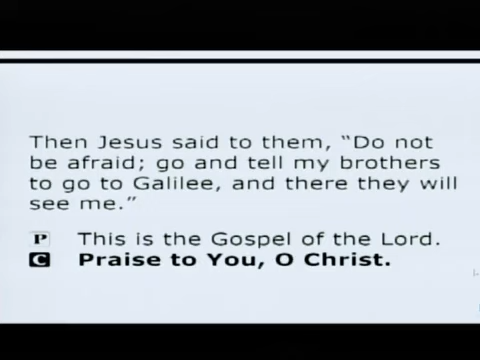 Then Jesus said to them, “Do not
be afraid; go and tell my brothers
to go to Galilee, and there they will
see me.”
P This is the Gospel of the Lord.
C Praise to You, O Christ.